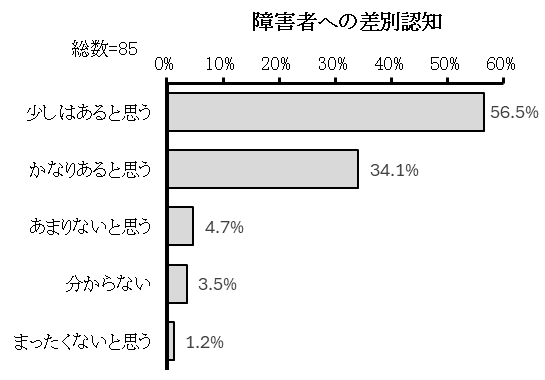 障害者への差別認知
総数=85
0% 10% 20% 30% 40% 50% 60%
少しはあると思う 56.5%
かなりあると思う 34.1%
あまりないと思う 4.7%
分からない 3.5%
まったくないと思う 1.2%